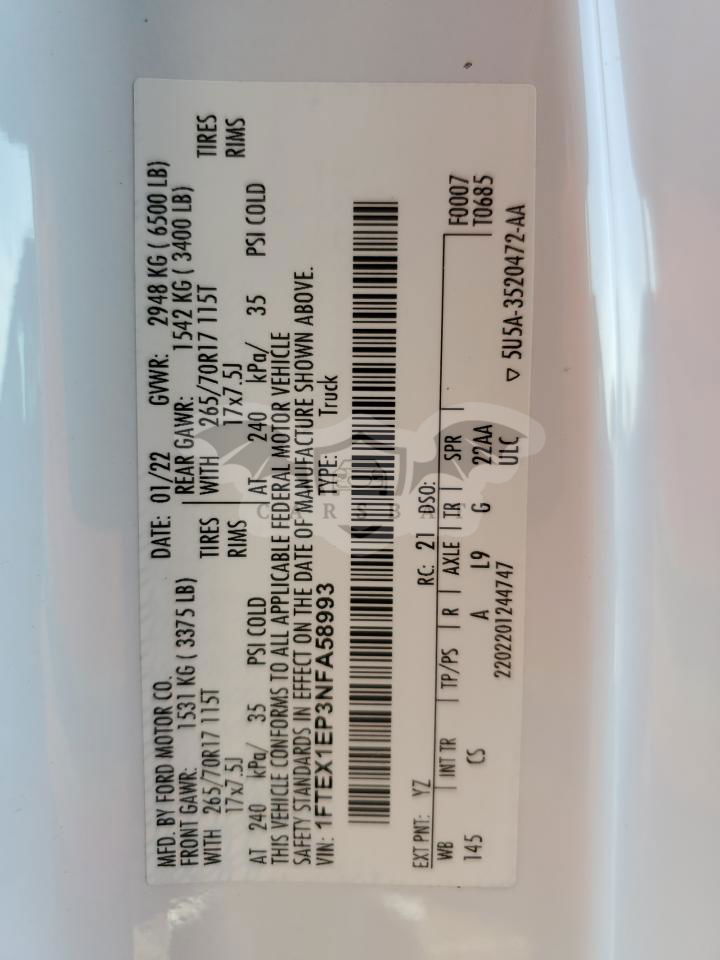 MFD. BY FORD MOTOR CO. DATE: 01/22 GVWR: 2948 KG ( 6500 LB)
FRONT GAWR: 1531 KG ( 3375 LB) REAR GAWR: 1542 KG ( 3400 LB)
WITH 265/70R17 115T TIRES WITH 265/70R17 115T TIRES
17x7.5J RIMS 17x7.5J RIMS
AT 240 kPa/ 35 PSI COLD AT 240 kPa/ 35 PSI COLD
THIS VEHICLE CONFORMS TO ALL APPLICABLE FEDERAL MOTOR VEHICLE
SAFETY STANDARDS IN EFFECT ON THE DATE OF MANUFACTURE SHOWN ABOVE.
VIN: 1FTEX1EP3NFA58993 TYPE: Truck
EXT PNT: YZ RC: 21 DSO:
WB INT TR TP/PS R AXLE TR SPR F0007
145 CS A L9 G 22AA T0685
2202201244747 ULC
▽ 5U5A-3520472-AA